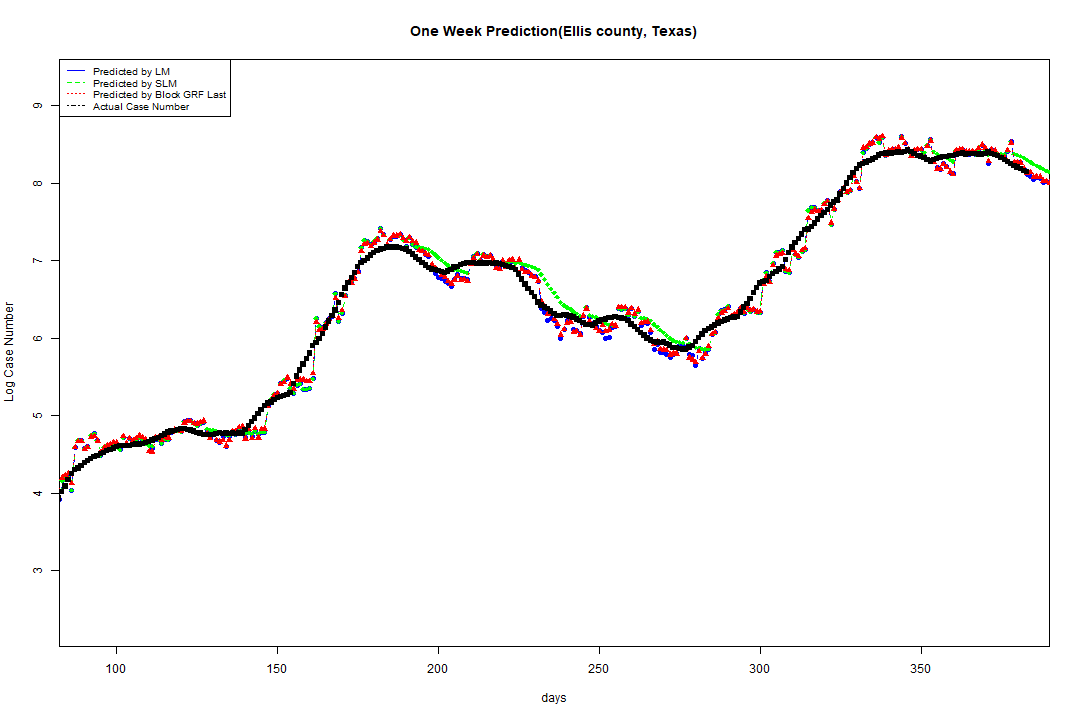 One Week Prediction(Ellis county, Texas)
Predicted by LM
Predicted by SLM
Predicted by Block GRF Last
Actual Case Number
9
8
7
6
5
4
3
Log Case Number
100 150 200 250 300 350
days